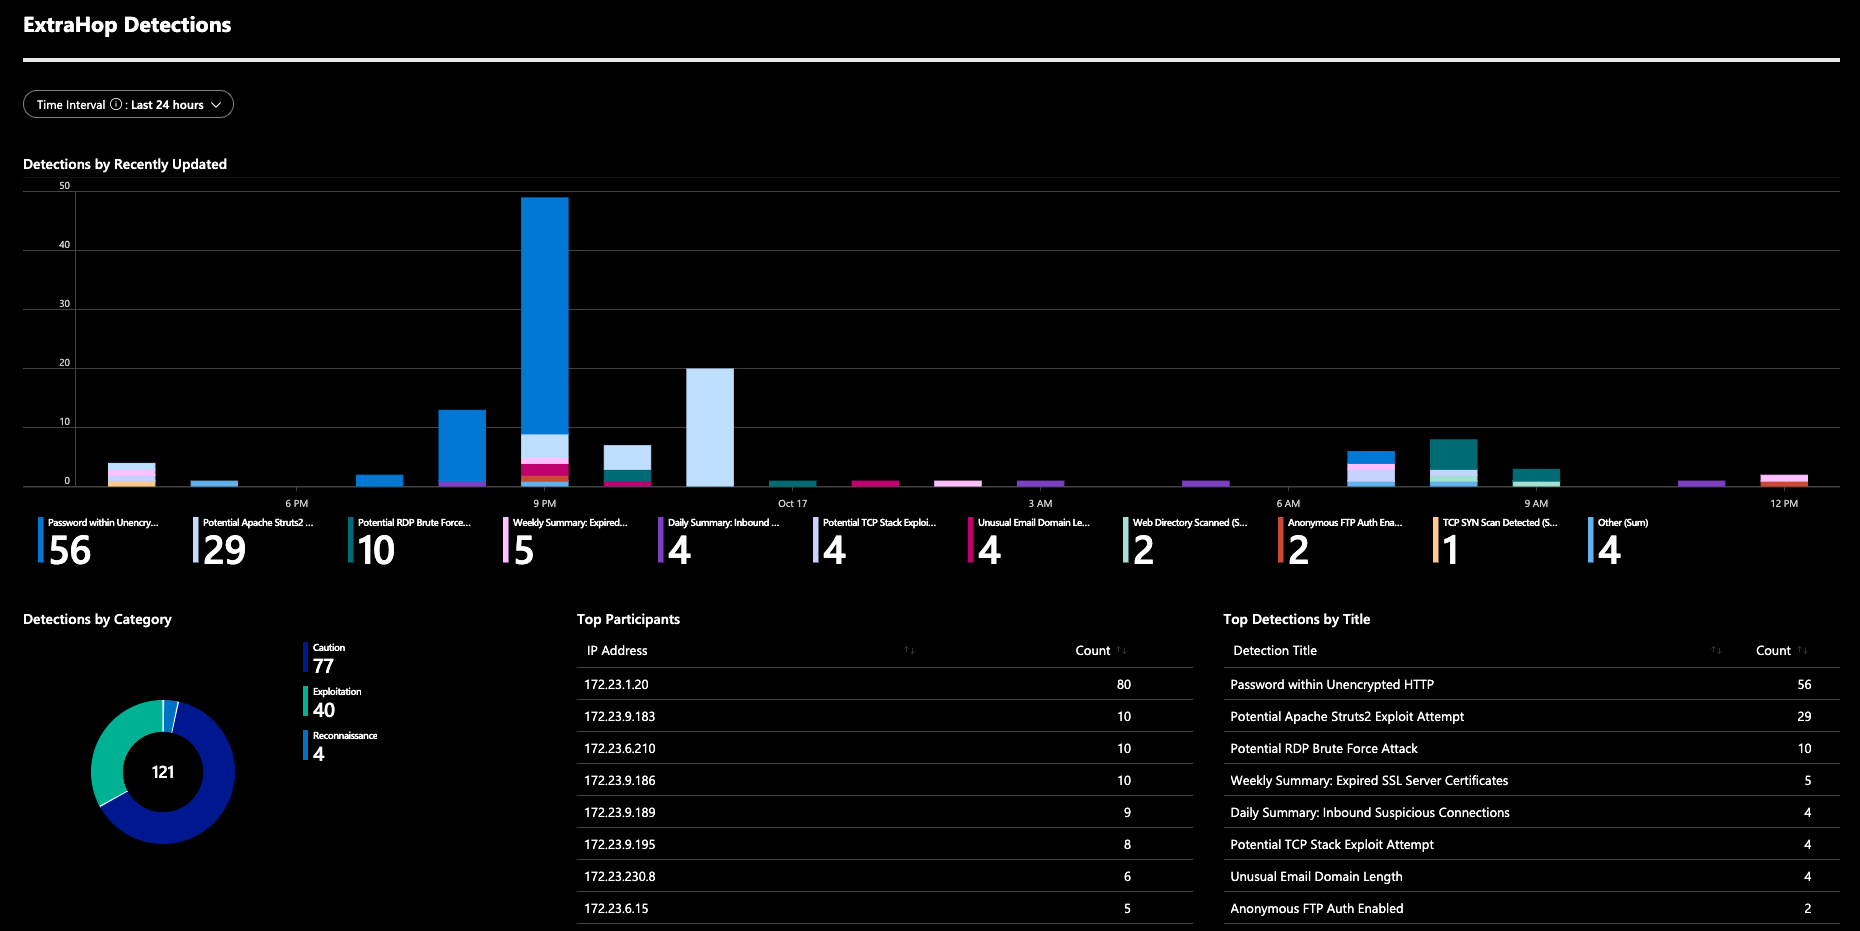 ExtraHop Detections
Time Interval ⓘ : Last 24 hours
Detections by Recently Updated
50
40
30
20
10
0
6 PM 9 PM Oct 17 3 AM 6 AM 9 AM 12 PM
Password within Unency... Potential Apache Struts2 ... Potential RDP Brute Force... Weekly Summary: Expired... Daily Summary: Inbound ... Potential TCP Stack Exploi... Unusual Email Domain Le... Web Directory Scanned (S... Anonymous FTP Auth Ena... TCP SYN Scan Detected (S... Other (Sum)
56 29 10 5 4 4 4 2 2 1 4
Detections by Category
Caution
77
Exploitation
40
Reconnaissance
4
121
Top Participants
IP Address Count
172.23.1.20 80
172.23.9.183 10
172.23.6.210 10
172.23.9.186 10
172.23.9.189 9
172.23.9.195 8
172.23.230.8 6
172.23.6.15 5
Top Detections by Title
Detection Title Count
Password within Unencrypted HTTP 56
Potential Apache Struts2 Exploit Attempt 29
Potential RDP Brute Force Attack 10
Weekly Summary: Expired SSL Server Certificates 5
Daily Summary: Inbound Suspicious Connections 4
Potential TCP Stack Exploit Attempt 4
Unusual Email Domain Length 4
Anonymous FTP Auth Enabled 2